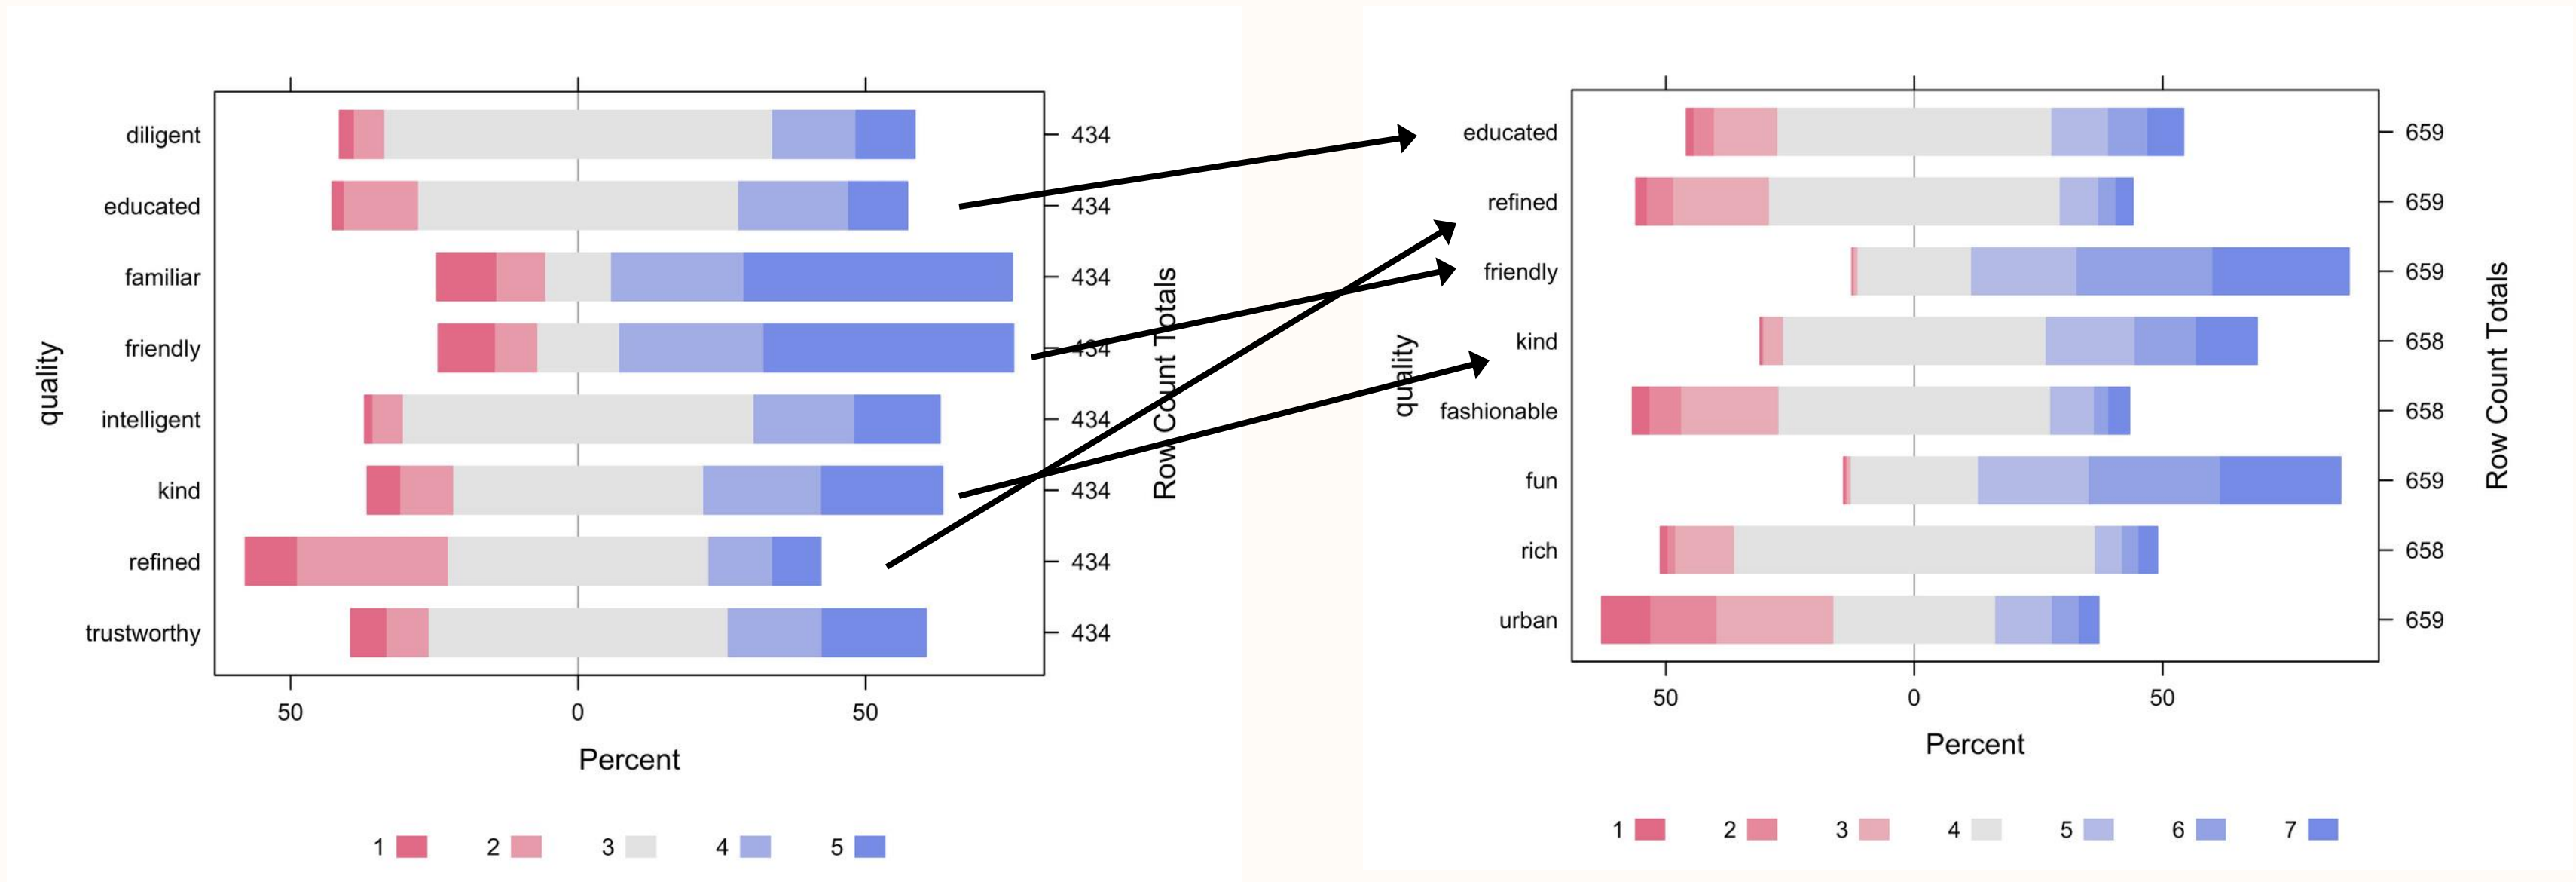 quality
diligent 434
educated 434
familiar 434
friendly 434
intelligent 434
kind 434
refined 434
trustworthy 434
Row Count Totals
50 0 50
Percent
1 2 3 4 5
quality
educated 659
refined 659
friendly 659
kind 658
fashionable 658
fun 659
rich 658
urban 659
Row Count Totals
50 0 50
Percent
1 2 3 4 5 6 7